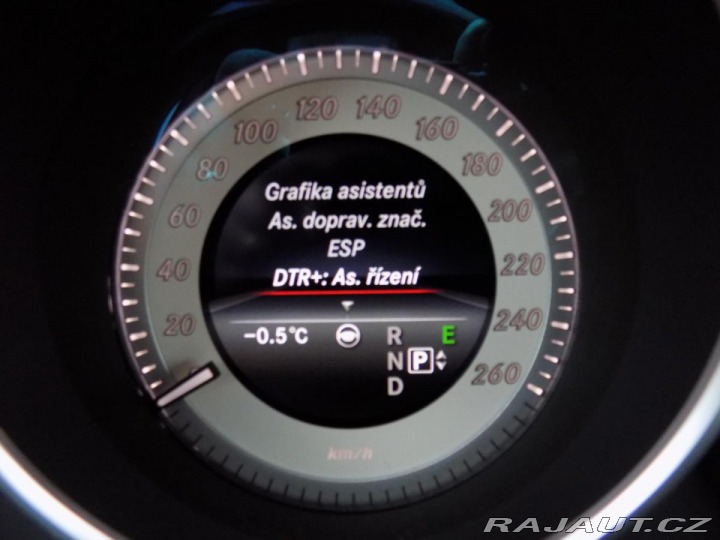 120 140
100 160
80 180
60 200
40 220
20 240
260
Grafika asistentů
As. doprav. znač.
ESP
DTR+: As. řízení
-0.5°C R E
N P
D
km/h
RAJAUT.CZ